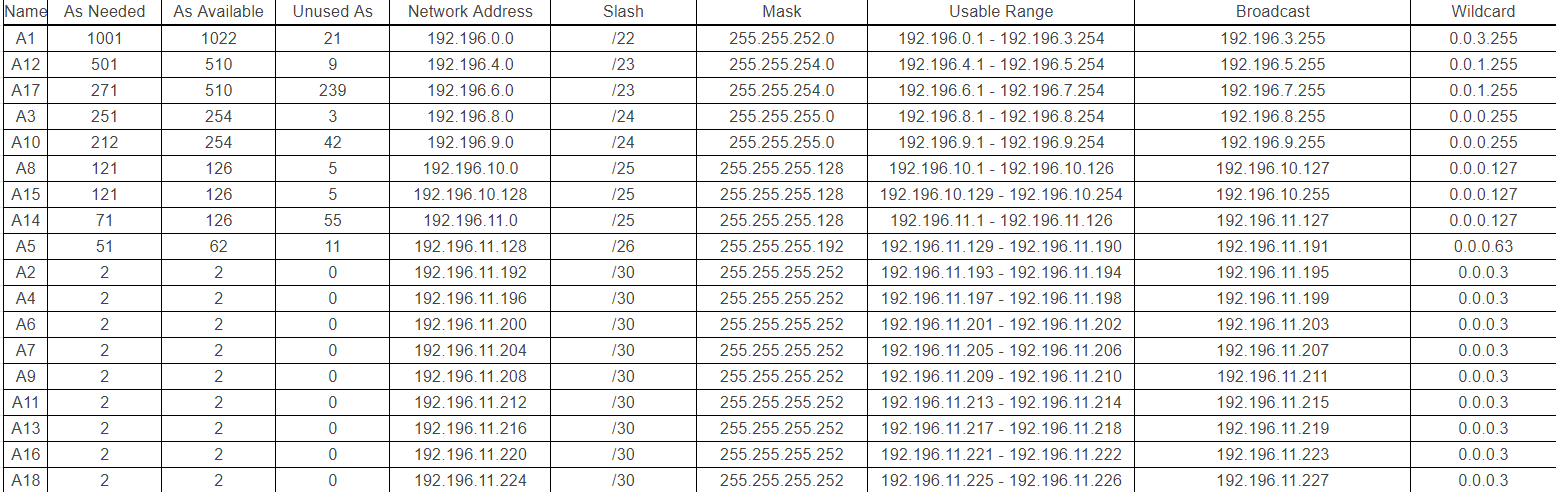 Name As Needed As Available Unused As Network Address Slash Mask Usable Range Broadcast Wildcard
A1 1001 1022 21 192.196.0.0 /22 255.255.252.0 192.196.0.1 - 192.196.3.254 192.196.3.255 0.0.3.255
A12 501 510 9 192.196.4.0 /23 255.255.254.0 192.196.4.1 - 192.196.5.254 192.196.5.255 0.0.1.255
A17 271 510 239 192.196.6.0 /23 255.255.254.0 192.196.6.1 - 192.196.7.254 192.196.7.255 0.0.1.255
A3 251 254 3 192.196.8.0 /24 255.255.255.0 192.196.8.1 - 192.196.8.254 192.196.8.255 0.0.0.255
A10 212 254 42 192.196.9.0 /24 255.255.255.0 192.196.9.1 - 192.196.9.254 192.196.9.255 0.0.0.255
A8 121 126 5 192.196.10.0 /25 255.255.255.128 192.196.10.1 - 192.196.10.126 192.196.10.127 0.0.0.127
A15 121 126 5 192.196.10.128 /25 255.255.255.128 192.196.10.129 - 192.196.10.254 192.196.10.255 0.0.0.127
A14 71 126 55 192.196.11.0 /25 255.255.255.128 192.196.11.1 - 192.196.11.126 192.196.11.127 0.0.0.127
A5 51 62 11 192.196.11.128 /26 255.255.255.192 192.196.11.129 - 192.196.11.190 192.196.11.191 0.0.0.63
A2 2 2 0 192.196.11.192 /30 255.255.255.252 192.196.11.193 - 192.196.11.194 192.196.11.195 0.0.0.3
A4 2 2 0 192.196.11.196 /30 255.255.255.252 192.196.11.197 - 192.196.11.198 192.196.11.199 0.0.0.3
A6 2 2 0 192.196.11.200 /30 255.255.255.252 192.196.11.201 - 192.196.11.202 192.196.11.203 0.0.0.3
A7 2 2 0 192.196.11.204 /30 255.255.255.252 192.196.11.205 - 192.196.11.206 192.196.11.207 0.0.0.3
A9 2 2 0 192.196.11.208 /30 255.255.255.252 192.196.11.209 - 192.196.11.210 192.196.11.211 0.0.0.3
A11 2 2 0 192.196.11.212 /30 255.255.255.252 192.196.11.213 - 192.196.11.214 192.196.11.215 0.0.0.3
A13 2 2 0 192.196.11.216 /30 255.255.255.252 192.196.11.217 - 192.196.11.218 192.196.11.219 0.0.0.3
A16 2 2 0 192.196.11.220 /30 255.255.255.252 192.196.11.221 - 192.196.11.222 192.196.11.223 0.0.0.3
A18 2 2 0 192.196.11.224 /30 255.255.255.252 192.196.11.225 - 192.196.11.226 192.196.11.227 0.0.0.3